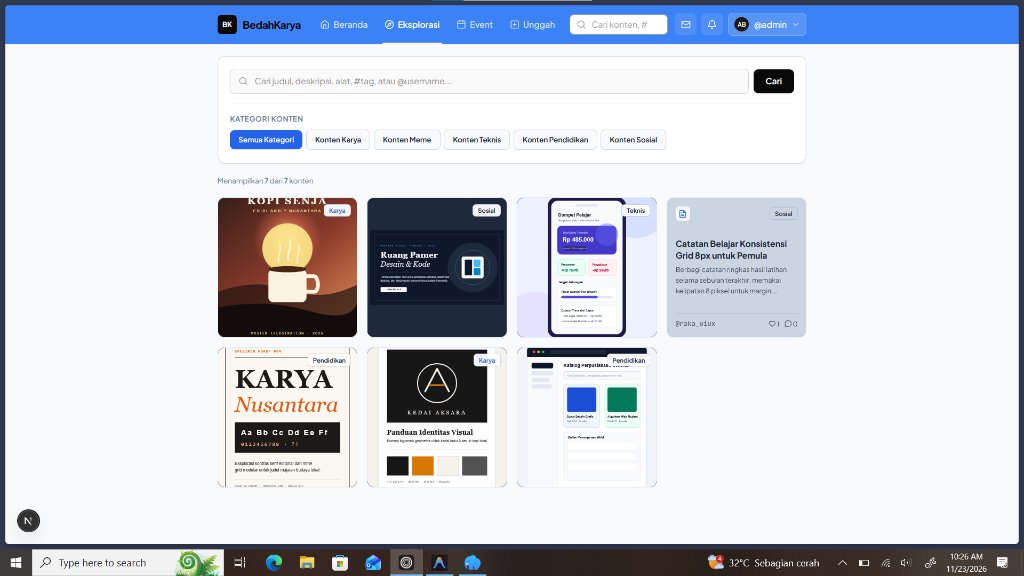 BK BedahKarya Beranda Eksplorasi Event Unggah Cari konten, # AB @admin
Cari judul, deskripsi, alat, #tag, atau @username... Cari
KATEGORI KONTEN
Semua Kategori Konten Karya Konten Meme Konten Teknis Konten Pendidikan Konten Sosial
Menampilkan 7 dari 7 konten
KOPI SENJA
Karya
POSTER ILLUSTRATION - 2026
Sosial
Ruang Pamer
Desain & Kode
Teknis
Dompet Pelajar
Rp 485.000
Sosial
Catatan Belajar Konsistensi
Grid 8px untuk Pemula
Berbagi catatan ringkas hasil latihan
selama sebulan terakhir: memakai
kelipatan 8 piksel untuk margin...
@raka_uiux 1 0
Pendidikan
KARYA
Nusantara
Aa Bb Cc Dd Ee Ff
0123456789 - ?!
Karya
KEDAI AKSARA
Panduan Identitas Visual
Pendidikan
N
Type here to search
32°C Sebagian cerah
10:26 AM
11/23/2026